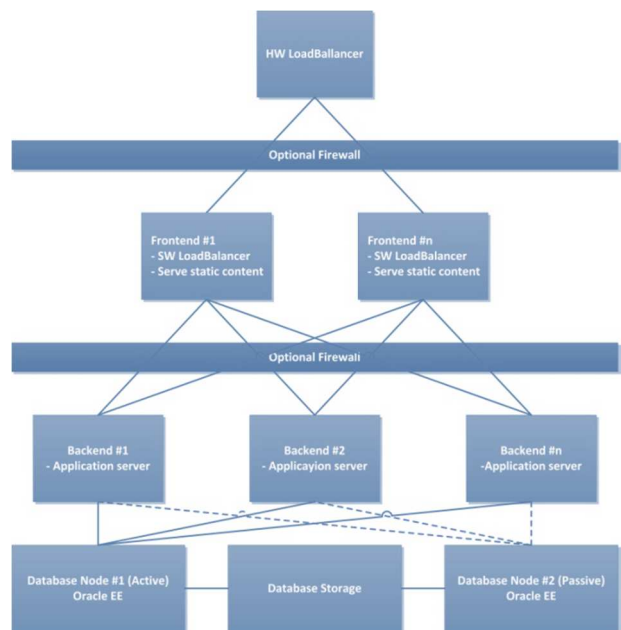 HW LoadBallancer
Optional Firewall
Frontend #1
- SW LoadBalancer
- Serve static content
Frontend #n
- SW LoadBalancer
- Serve static content
Optional Firewall
Backend #1
- Application server
Backend #2
- Applicayion server
Backend #n
-Application server
Database Node #1 (Active)
Oracle EE
Database Storage
Database Node #2 (Passive)
Oracle EE